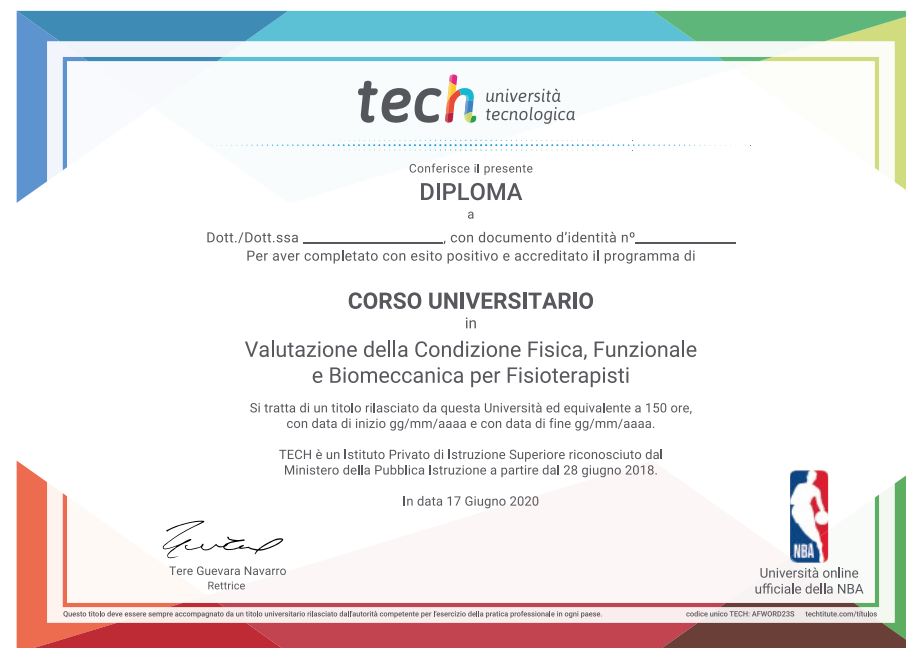 tech università
tecnologica
Conferisce il presente
DIPLOMA
a
Dott./Dott.ssa ____________________, con documento d'identità nº______________
Per aver completato con esito positivo e accreditato il programma di
CORSO UNIVERSITARIO
in
Valutazione della Condizione Fisica, Funzionale
e Biomeccanica per Fisioterapisti
Si tratta di un titolo rilasciato da questa Università ed equivalente a 150 ore,
con data di inizio gg/mm/aaaa e con data di fine gg/mm/aaaa.
TECH è un Istituto Privato di Istruzione Superiore riconosciuto dal
Ministero della Pubblica Istruzione a partire dal 28 giugno 2018.
In data 17 Giugno 2020
Tere Guevara Navarro
Rettrice
NBA
Università online
ufficiale della NBA
Questo titolo deve essere sempre accompagnato da un titolo universitario rilasciato dall'autorità competente per l'esercizio della pratica professionale in ogni paese.
codice unico TECH: AFWORD23S techtitute.com/titulos